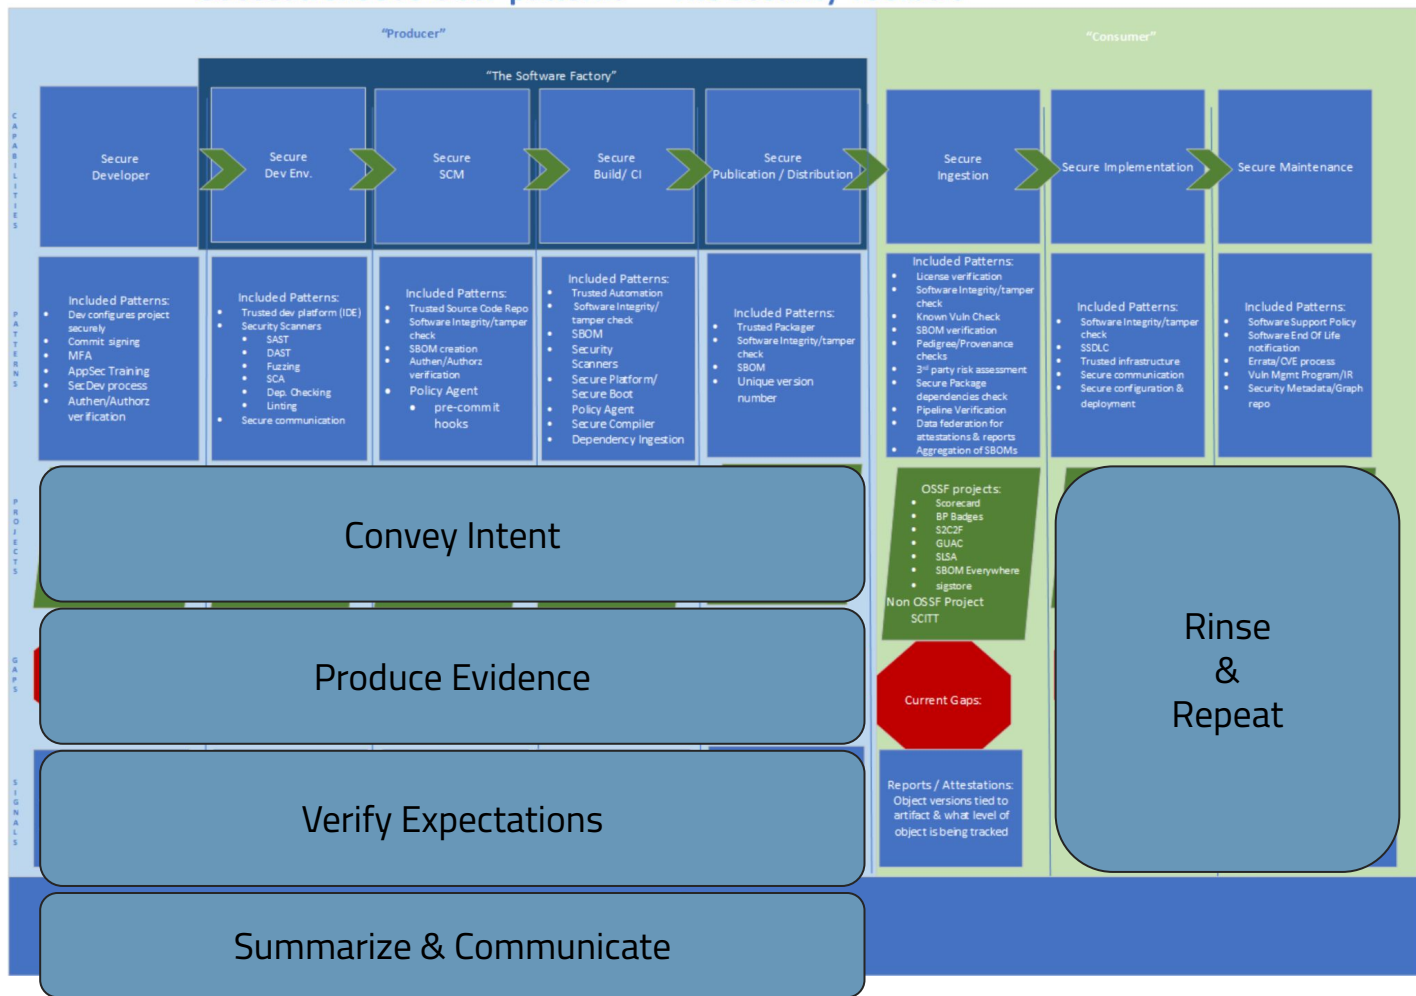 "Producer"
"Consumer"
"The Software Factory"
CAPABILITIES
Secure
Developer
Secure
Dev Env.
Secure
SCM
Secure
Build/ CI
Secure
Publication / Distribution
Secure
Ingestion
Secure Implementation
Secure Maintenance
PATTERNS
Included Patterns:
Dev configures project
securely
Commit signing
MFA
AppSec Training
SecDev process
Authen/Authorz
verification
Included Patterns:
Trusted dev platform (IDE)
Security Scanners
SAST
DAST
Fuzzing
SCA
Dep. Checking
Linting
Secure communication
Included Patterns:
Trusted Source Code Repo
Software Integrity/tamper
check
SBOM creation
Authen/Authorz
verification
Policy Agent
pre-commit
hooks
Included Patterns:
Trusted Automation
Software Integrity/
tamper check
SBOM
Security
Scanners
Secure Platform/
Secure Boot
Policy Agent
Secure Compiler
Dependency Ingestion
Included Patterns:
Trusted Packager
Software Integrity/tamper
check
SBOM
Unique version
number
Included Patterns:
License verification
Software Integrity/tamper
check
Known Vuln Check
SBOM verification
Pedigree/Provenance
checks
3rd party risk assessment
Secure Package
dependencies check
Pipeline Verification
Data federation for
attestations & reports
Aggregation of SBOMs
Included Patterns:
Software Integrity/tamper
check
SSDLC
Trusted infrastructure
Secure communication
Secure configuration &
deployment
Included Patterns:
Software Support Policy
Software End Of Life
notification
Errata/CVE process
Vuln Mgmt Program/IR
Security Metadata/Graph
repo
PROJECTS
Convey Intent
OSSF projects:
Scorecard
BP Badges
S2C2F
GUAC
SLSA
SBOM Everywhere
sigstore
Non OSSF Project
SCITT
Rinse
&
Repeat
GAPS
Produce Evidence
Current Gaps:
SIGNALS
Verify Expectations
Reports / Attestations:
Object versions tied to
artifact & what level of
object is being tracked
Summarize & Communicate